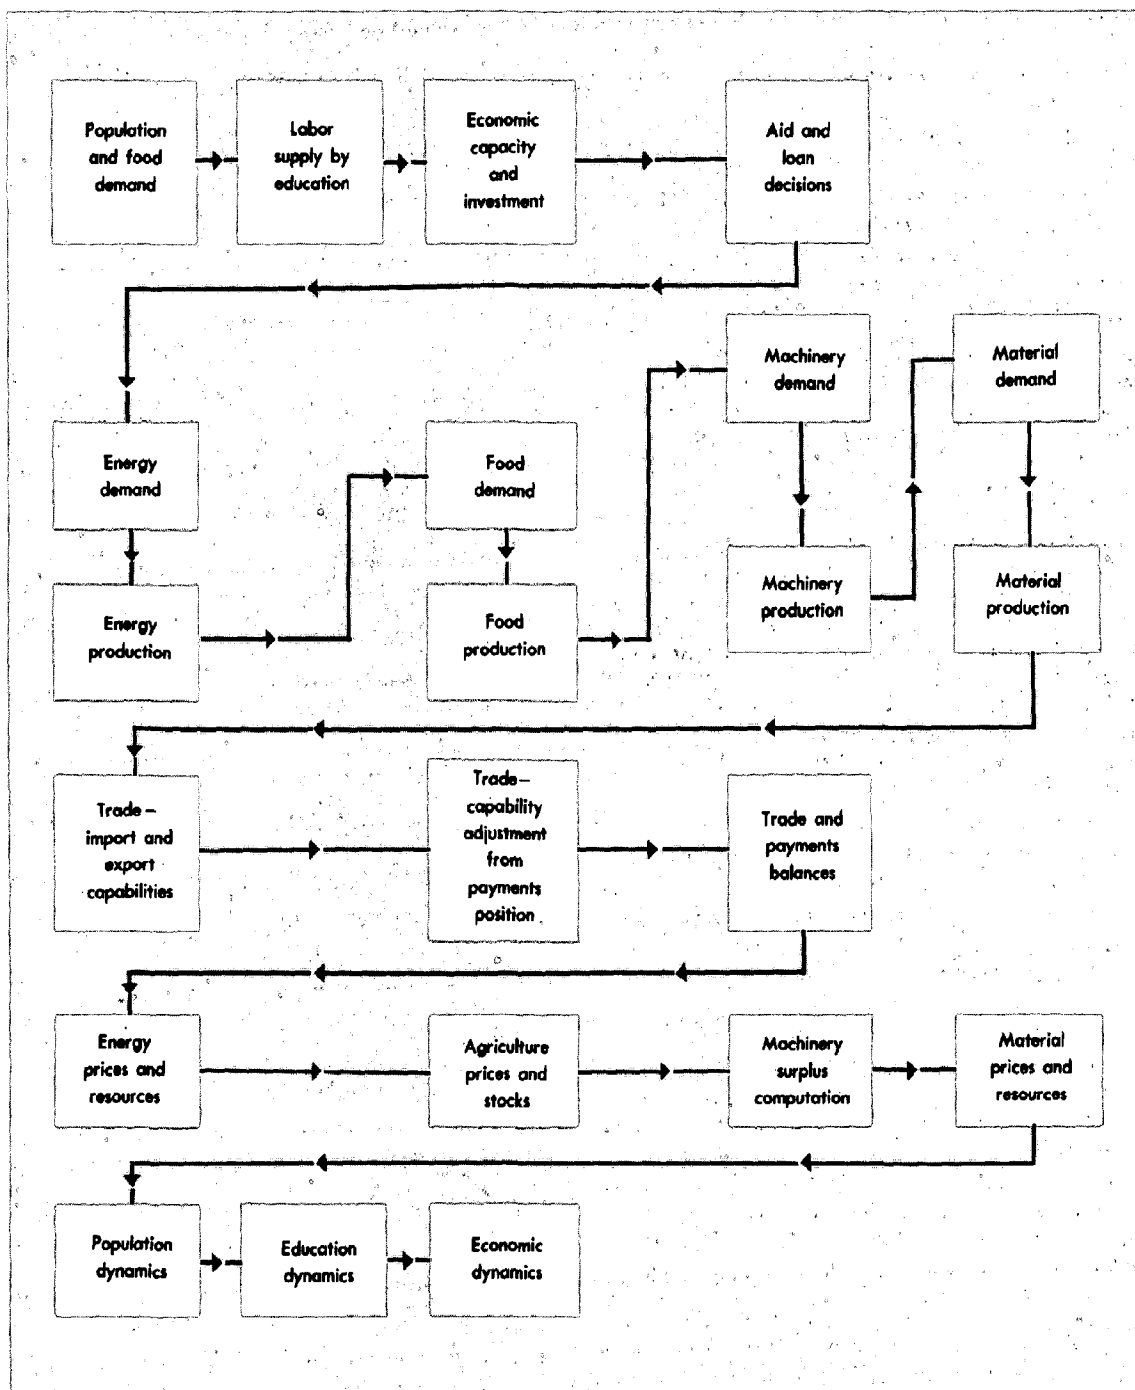 Population
and food
demand
Labor
supply by
education
Economic
capacity
and
investment
Aid and
loan
decisions
Energy
demand
Energy
production
Food
demand
Food
production
Machinery
demand
Machinery
production
Material
demand
Material
production
Trade—
import and
export
capabilities
Trade—
capability
adjustment
from
payments
position
Trade and
payments
balances
Energy
prices and
resources
Agriculture
prices and
stocks
Machinery
surplus
computation
Material
prices and
resources
Population
dynamics
Education
dynamics
Economic
dynamics